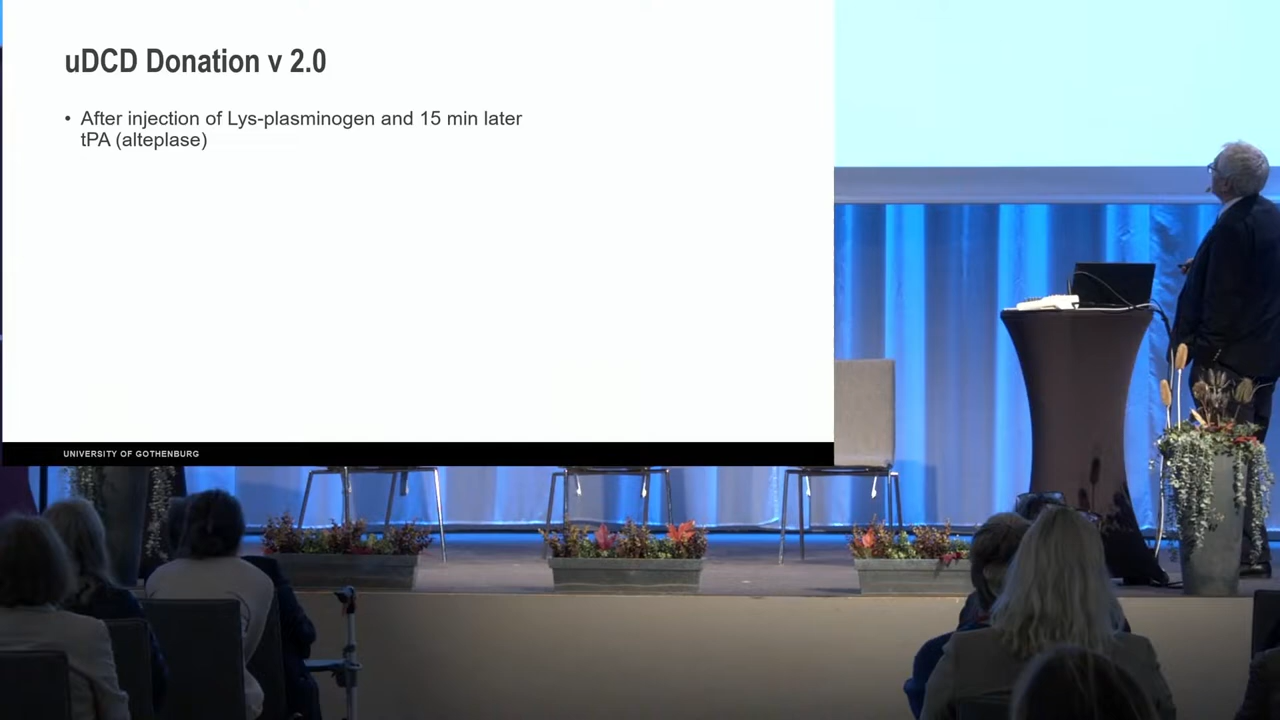 uDCD Donation v 2.0
• After injection of Lys-plasminogen and 15 min later
tPA (alteplase)
UNIVERSITY OF GOTHENBURG